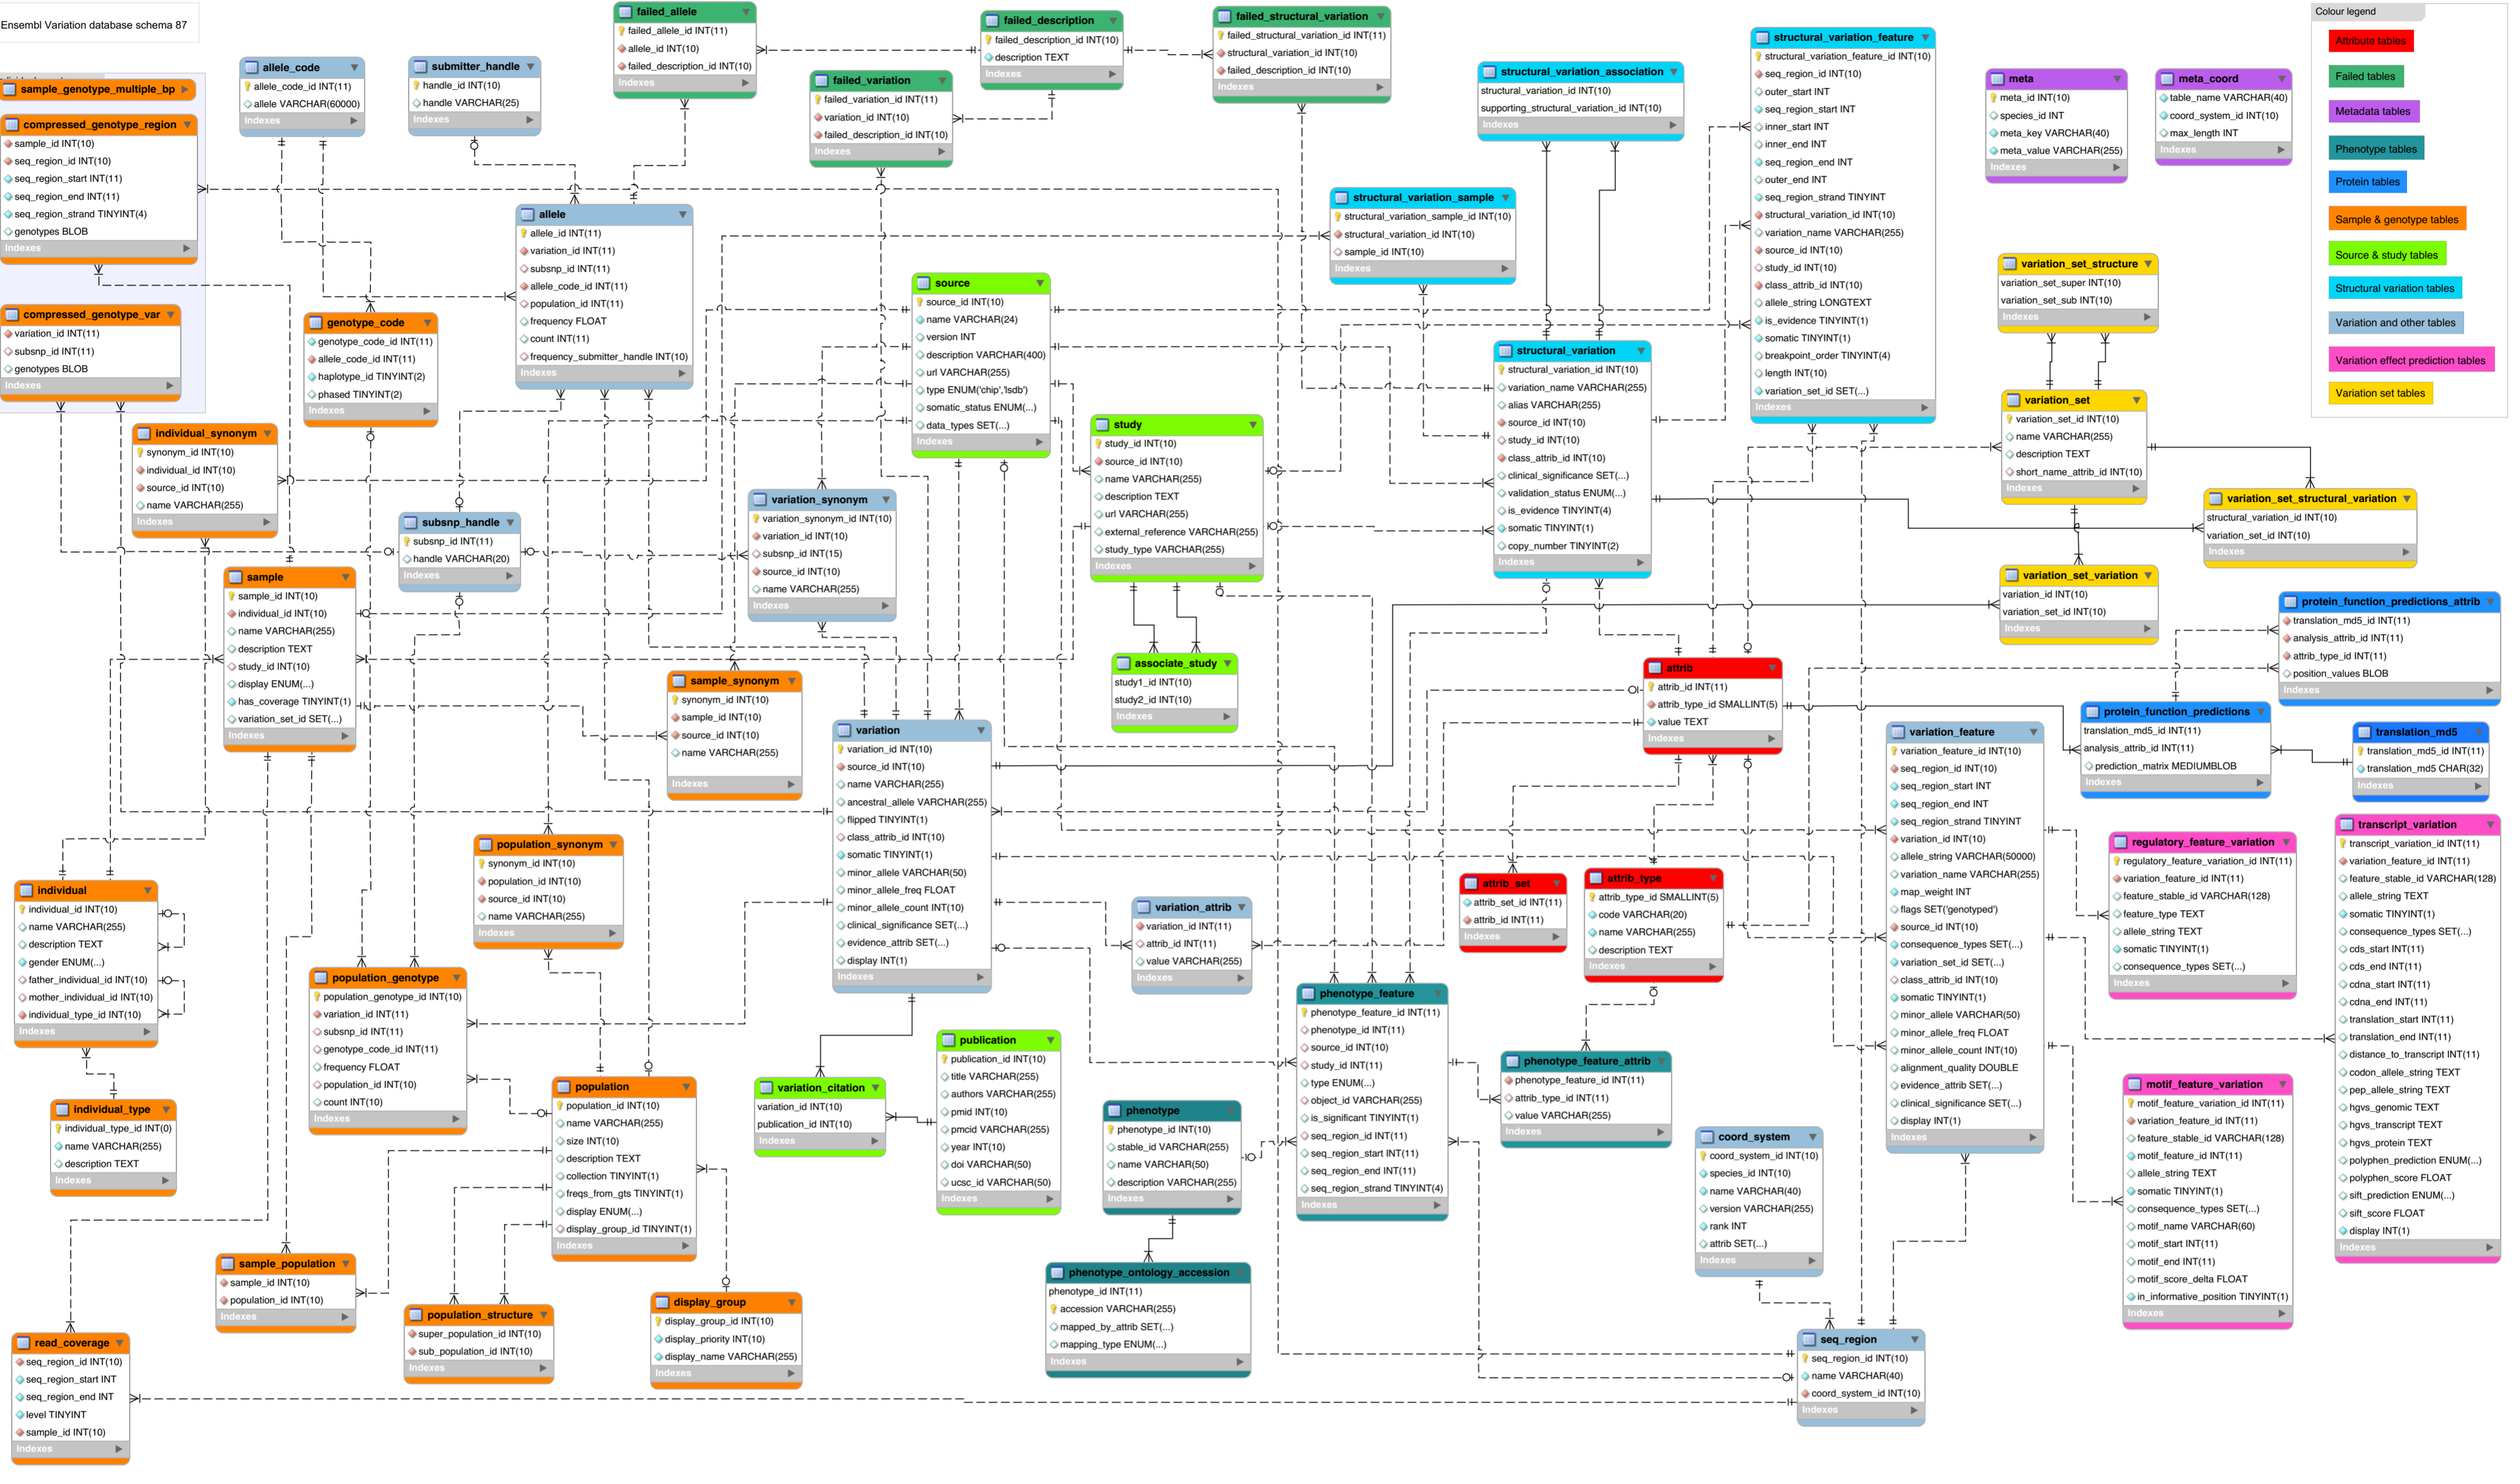 Ensembl Variation database schema 87
sample_genotype_multiple_bp
compressed_genotype_region
sample_id INT(10)
seq_region_id INT(10)
seq_region_start INT(11)
seq_region_end INT(11)
seq_region_strand TINYINT(4)
genotypes BLOB
Indexes
compressed_genotype_var
variation_id INT(11)
subsnp_id INT(11)
genotypes BLOB
Indexes
allele_code
allele_code_id INT(11)
allele VARCHAR(60000)
Indexes
submitter_handle
handle_id INT(10)
handle VARCHAR(25)
Indexes
failed_allele
failed_allele_id INT(11)
allele_id INT(10)
failed_description_id INT(10)
Indexes
failed_variation
failed_variation_id INT(11)
variation_id INT(10)
failed_description_id INT(10)
Indexes
failed_description
failed_description_id INT(10)
description TEXT
Indexes
failed_structural_variation
failed_structural_variation_id INT(11)
structural_variation_id INT(10)
failed_description_id INT(10)
Indexes
structural_variation_association
structural_variation_id INT(10)
supporting_structural_variation_id INT(10)
Indexes
structural_variation_feature
structural_variation_feature_id INT(10)
seq_region_id INT(10)
outer_start INT
seq_region_start INT
inner_start INT
inner_end INT
seq_region_end INT
outer_end INT
seq_region_strand TINYINT
structural_variation_id INT(10)
variation_name VARCHAR(255)
source_id INT(10)
study_id INT(10)
class_attrib_id INT(10)
allele_string LONGTEXT
is_evidence TINYINT(1)
somatic TINYINT(1)
breakpoint_order TINYINT(4)
length INT(10)
variation_set_id SET(...)
Indexes
meta
meta_id INT(10)
species_id INT
meta_key VARCHAR(40)
meta_value VARCHAR(255)
Indexes
meta_coord
table_name VARCHAR(40)
coord_system_id INT(10)
max_length INT
Indexes
Colour legend
Attribute tables
Failed tables
Metadata tables
Phenotype tables
Protein tables
Sample & genotype tables
Source & study tables
Structural variation tables
Variation and other tables
Variation effect prediction tables
Variation set tables
allele
allele_id INT(11)
variation_id INT(11)
subsnp_id INT(11)
allele_code_id INT(11)
population_id INT(11)
frequency FLOAT
count INT(11)
frequency_submitter_handle INT(10)
Indexes
structural_variation_sample
structural_variation_sample_id INT(10)
structural_variation_id INT(10)
sample_id INT(10)
Indexes
source
source_id INT(10)
name VARCHAR(24)
version INT
description VARCHAR(400)
url VARCHAR(255)
type ENUM('chip','lsdb')
somatic_status ENUM(...)
data_types SET(...)
Indexes
genotype_code
genotype_code_id INT(11)
allele_code_id INT(11)
haplotype_id TINYINT(2)
phased TINYINT(2)
Indexes
structural_variation
structural_variation_id INT(10)
variation_name VARCHAR(255)
alias VARCHAR(255)
source_id INT(10)
study_id INT(10)
class_attrib_id INT(10)
clinical_significance SET(...)
validation_status ENUM(...)
is_evidence TINYINT(4)
somatic TINYINT(1)
copy_number TINYINT(2)
Indexes
variation_set_structure
variation_set_super INT(10)
variation_set_sub INT(10)
Indexes
variation_set
variation_set_id INT(10)
name VARCHAR(255)
description TEXT
short_name_attrib_id INT(10)
Indexes
variation_set_structural_variation
structural_variation_id INT(10)
variation_set_id INT(10)
Indexes
variation_set_variation
variation_id INT(10)
variation_set_id INT(10)
Indexes
individual_synonym
synonym_id INT(10)
individual_id INT(10)
source_id INT(10)
name VARCHAR(255)
Indexes
study
study_id INT(10)
source_id INT(10)
name VARCHAR(255)
description TEXT
url VARCHAR(255)
external_reference VARCHAR(255)
study_type VARCHAR(255)
Indexes
subsnp_handle
subsnp_id INT(11)
handle VARCHAR(20)
Indexes
variation_synonym
variation_synonym_id INT(10)
variation_id INT(10)
subsnp_id INT(15)
source_id INT(10)
name VARCHAR(255)
Indexes
sample
sample_id INT(10)
individual_id INT(10)
name VARCHAR(255)
description TEXT
study_id INT(10)
display ENUM(...)
has_coverage TINYINT(1)
variation_set_id SET(...)
Indexes
associate_study
study1_id INT(10)
study2_id INT(10)
Indexes
sample_synonym
synonym_id INT(10)
sample_id INT(10)
source_id INT(10)
name VARCHAR(255)
Indexes
attrib
attrib_id INT(11)
attrib_type_id SMALLINT(5)
value TEXT
Indexes
protein_function_predictions_attrib
translation_md5_id INT(11)
analysis_attrib_id INT(11)
attrib_type_id INT(11)
position_values BLOB
Indexes
protein_function_predictions
translation_md5_id INT(11)
analysis_attrib_id INT(11)
prediction_matrix MEDIUMBLOB
Indexes
translation_md5
translation_md5_id INT(11)
translation_md5 CHAR(32)
Indexes
variation
variation_id INT(10)
source_id INT(10)
name VARCHAR(255)
ancestral_allele VARCHAR(255)
flipped TINYINT(1)
class_attrib_id INT(10)
somatic TINYINT(1)
minor_allele VARCHAR(50)
minor_allele_freq FLOAT
minor_allele_count INT(10)
clinical_significance SET(...)
evidence_attrib SET(...)
display INT(1)
Indexes
variation_feature
variation_feature_id INT(10)
seq_region_id INT(10)
seq_region_start INT
seq_region_end INT
seq_region_strand TINYINT
variation_id INT(10)
allele_string VARCHAR(50000)
variation_name VARCHAR(255)
map_weight INT
flags SET('genotyped')
source_id INT(10)
consequence_types SET(...)
variation_set_id SET(...)
class_attrib_id INT(10)
somatic TINYINT(1)
minor_allele VARCHAR(50)
minor_allele_freq FLOAT
minor_allele_count INT(10)
alignment_quality DOUBLE
evidence_attrib SET(...)
clinical_significance SET(...)
display INT(1)
Indexes
regulatory_feature_variation
regulatory_feature_variation_id INT(11)
variation_feature_id INT(11)
feature_stable_id VARCHAR(128)
feature_type TEXT
allele_string TEXT
somatic TINYINT(1)
consequence_types SET(...)
Indexes
transcript_variation
transcript_variation_id INT(11)
variation_feature_id INT(11)
feature_stable_id VARCHAR(128)
allele_string TEXT
somatic TINYINT(1)
consequence_types SET(...)
cds_start INT(11)
cds_end INT(11)
cdna_start INT(11)
cdna_end INT(11)
translation_start INT(11)
translation_end INT(11)
distance_to_transcript INT(11)
codon_allele_string TEXT
pep_allele_string TEXT
hgvs_genomic TEXT
hgvs_transcript TEXT
hgvs_protein TEXT
polyphen_prediction ENUM(...)
polyphen_score FLOAT
sift_prediction ENUM(...)
sift_score FLOAT
display INT(1)
Indexes
motif_feature_variation
motif_feature_variation_id INT(11)
variation_feature_id INT(11)
feature_stable_id VARCHAR(128)
motif_feature_id INT(11)
allele_string TEXT
somatic TINYINT(1)
consequence_types SET(...)
motif_name VARCHAR(60)
motif_start INT(11)
motif_end INT(11)
motif_score_delta FLOAT
in_informative_position TINYINT(1)
Indexes
population_synonym
synonym_id INT(10)
population_id INT(10)
source_id INT(10)
name VARCHAR(255)
Indexes
individual
individual_id INT(10)
name VARCHAR(255)
description TEXT
gender ENUM(...)
father_individual_id INT(10)
mother_individual_id INT(10)
individual_type_id INT(10)
Indexes
individual_type
individual_type_id INT(0)
name VARCHAR(255)
description TEXT
Indexes
population_genotype
population_genotype_id INT(10)
variation_id INT(11)
subsnp_id INT(11)
genotype_code_id INT(11)
frequency FLOAT
population_id INT(10)
count INT(10)
Indexes
variation_attrib
variation_id INT(11)
attrib_id INT(11)
value VARCHAR(255)
Indexes
attrib_set
attrib_set_id INT(11)
attrib_id INT(11)
Indexes
attrib_type
attrib_type_id SMALLINT(5)
code VARCHAR(20)
name VARCHAR(255)
description TEXT
Indexes
phenotype_feature
phenotype_feature_id INT(11)
phenotype_id INT(11)
source_id INT(10)
study_id INT(11)
type ENUM(...)
object_id VARCHAR(255)
is_significant TINYINT(1)
seq_region_id INT(11)
seq_region_start INT(11)
seq_region_end INT(11)
seq_region_strand TINYINT(4)
Indexes
phenotype_feature_attrib
phenotype_feature_id INT(11)
attrib_type_id INT(11)
value VARCHAR(255)
Indexes
publication
publication_id INT(10)
title VARCHAR(255)
authors VARCHAR(255)
pmid INT(10)
pmcid VARCHAR(255)
year INT(10)
doi VARCHAR(50)
ucsc_id VARCHAR(50)
Indexes
variation_citation
variation_id INT(10)
publication_id INT(10)
Indexes
population
population_id INT(10)
name VARCHAR(255)
size INT(10)
description TEXT
collection TINYINT(1)
freqs_from_gts TINYINT(1)
display ENUM(...)
display_group_id TINYINT(1)
Indexes
phenotype
phenotype_id INT(10)
stable_id VARCHAR(255)
name VARCHAR(50)
description VARCHAR(255)
Indexes
phenotype_ontology_accession
phenotype_id INT(11)
accession VARCHAR(255)
mapped_by_attrib SET(...)
mapping_type ENUM(...)
Indexes
coord_system
coord_system_id INT(10)
species_id INT(10)
name VARCHAR(40)
version VARCHAR(255)
rank INT
attrib SET(...)
Indexes
seq_region
seq_region_id INT(10)
name VARCHAR(40)
coord_system_id INT(10)
Indexes
sample_population
sample_id INT(10)
population_id INT(10)
Indexes
population_structure
super_population_id INT(10)
sub_population_id INT(10)
Indexes
display_group
display_group_id INT(10)
display_priority INT(10)
display_name VARCHAR(255)
Indexes
read_coverage
seq_region_id INT(10)
seq_region_start INT
seq_region_end INT
level TINYINT
sample_id INT(10)
Indexes